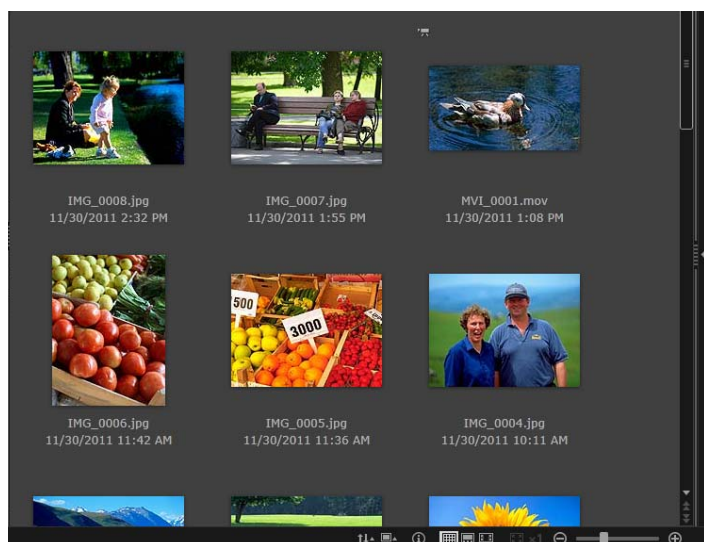 IMG_0008.jpg
11/30/2011 2:32 PM
IMG_0007.jpg
11/30/2011 1:55 PM
MVI_0001.mov
11/30/2011 1:08 PM
500
3000
IMG_0006.jpg
11/30/2011 11:42 AM
IMG_0005.jpg
11/30/2011 11:36 AM
IMG_0004.jpg
11/30/2011 10:11 AM
x1